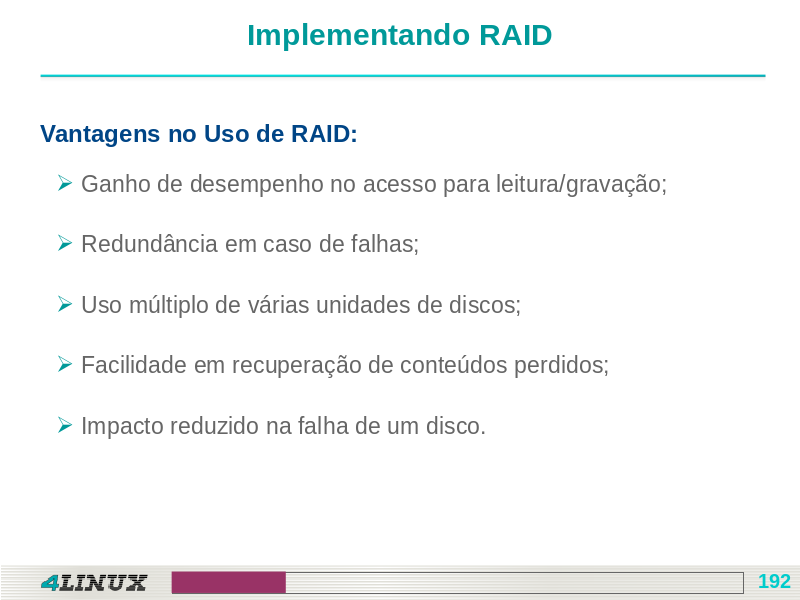 Implementando RAID
Vantagens no Uso de RAID:
Ganho de desempenho no acesso para leitura/gravação;
Redundância em caso de falhas;
Uso múltiplo de várias unidades de discos;
Facilidade em recuperação de conteúdos perdidos;
Impacto reduzido na falha de um disco.
4LINUX
192